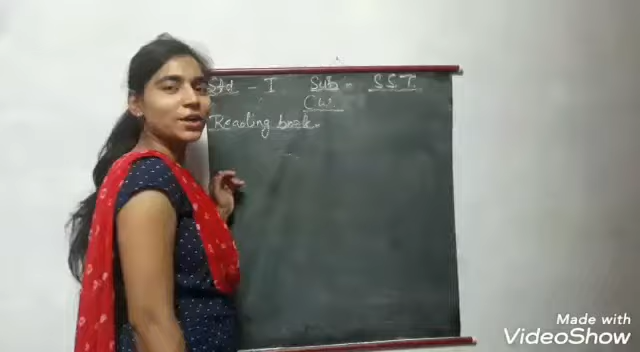 Std - I Sub - S.S.T.
C.W.
Reading book.
Made with
VideoShow